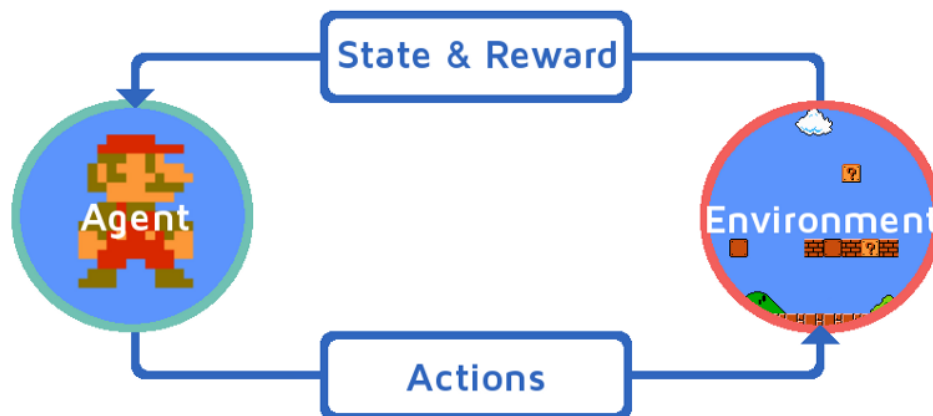 State & Reward
Agent
Environment
?
?
Actions